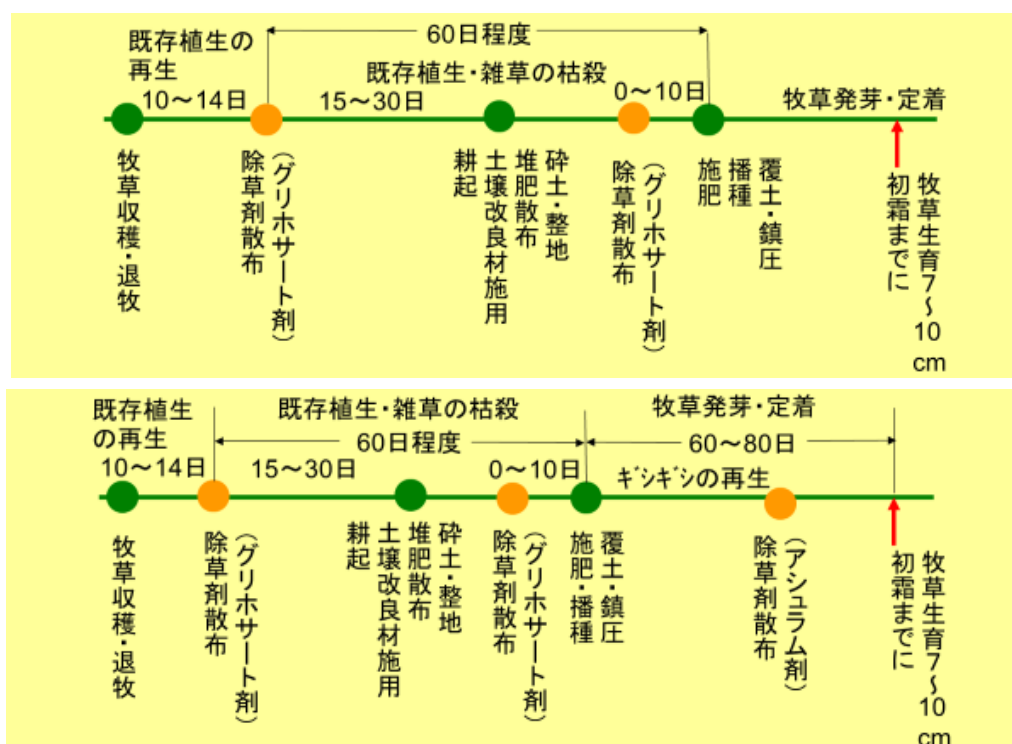 既存植生の
再生
60日程度
既存植生・雑草の枯殺
10～14日
15～30日
0～10日
牧草発芽・定着
牧草収穫・退牧
(グリホサート剤)
除草剤散布
砕土・整地
堆肥散布
土壌改良材施用
耕起
(グリホサート剤)
除草剤散布
覆土・鎮圧
播種
施肥
牧草生育7～10cm
初霜までに
既存植生
の再生
既存植生・雑草の枯殺
牧草発芽・定着
60日程度
60～80日
10～14日
15～30日
0～10日
ｷﾞｼｷﾞｼの再生
牧草収穫・退牧
(グリホサート剤)
除草剤散布
砕土・整地
堆肥散布
土壌改良材施用
耕起
(グリホサート剤)
除草剤散布
覆土・鎮圧
施肥・播種
(アシュラム剤)
除草剤散布
牧草生育7～10cm
初霜までに